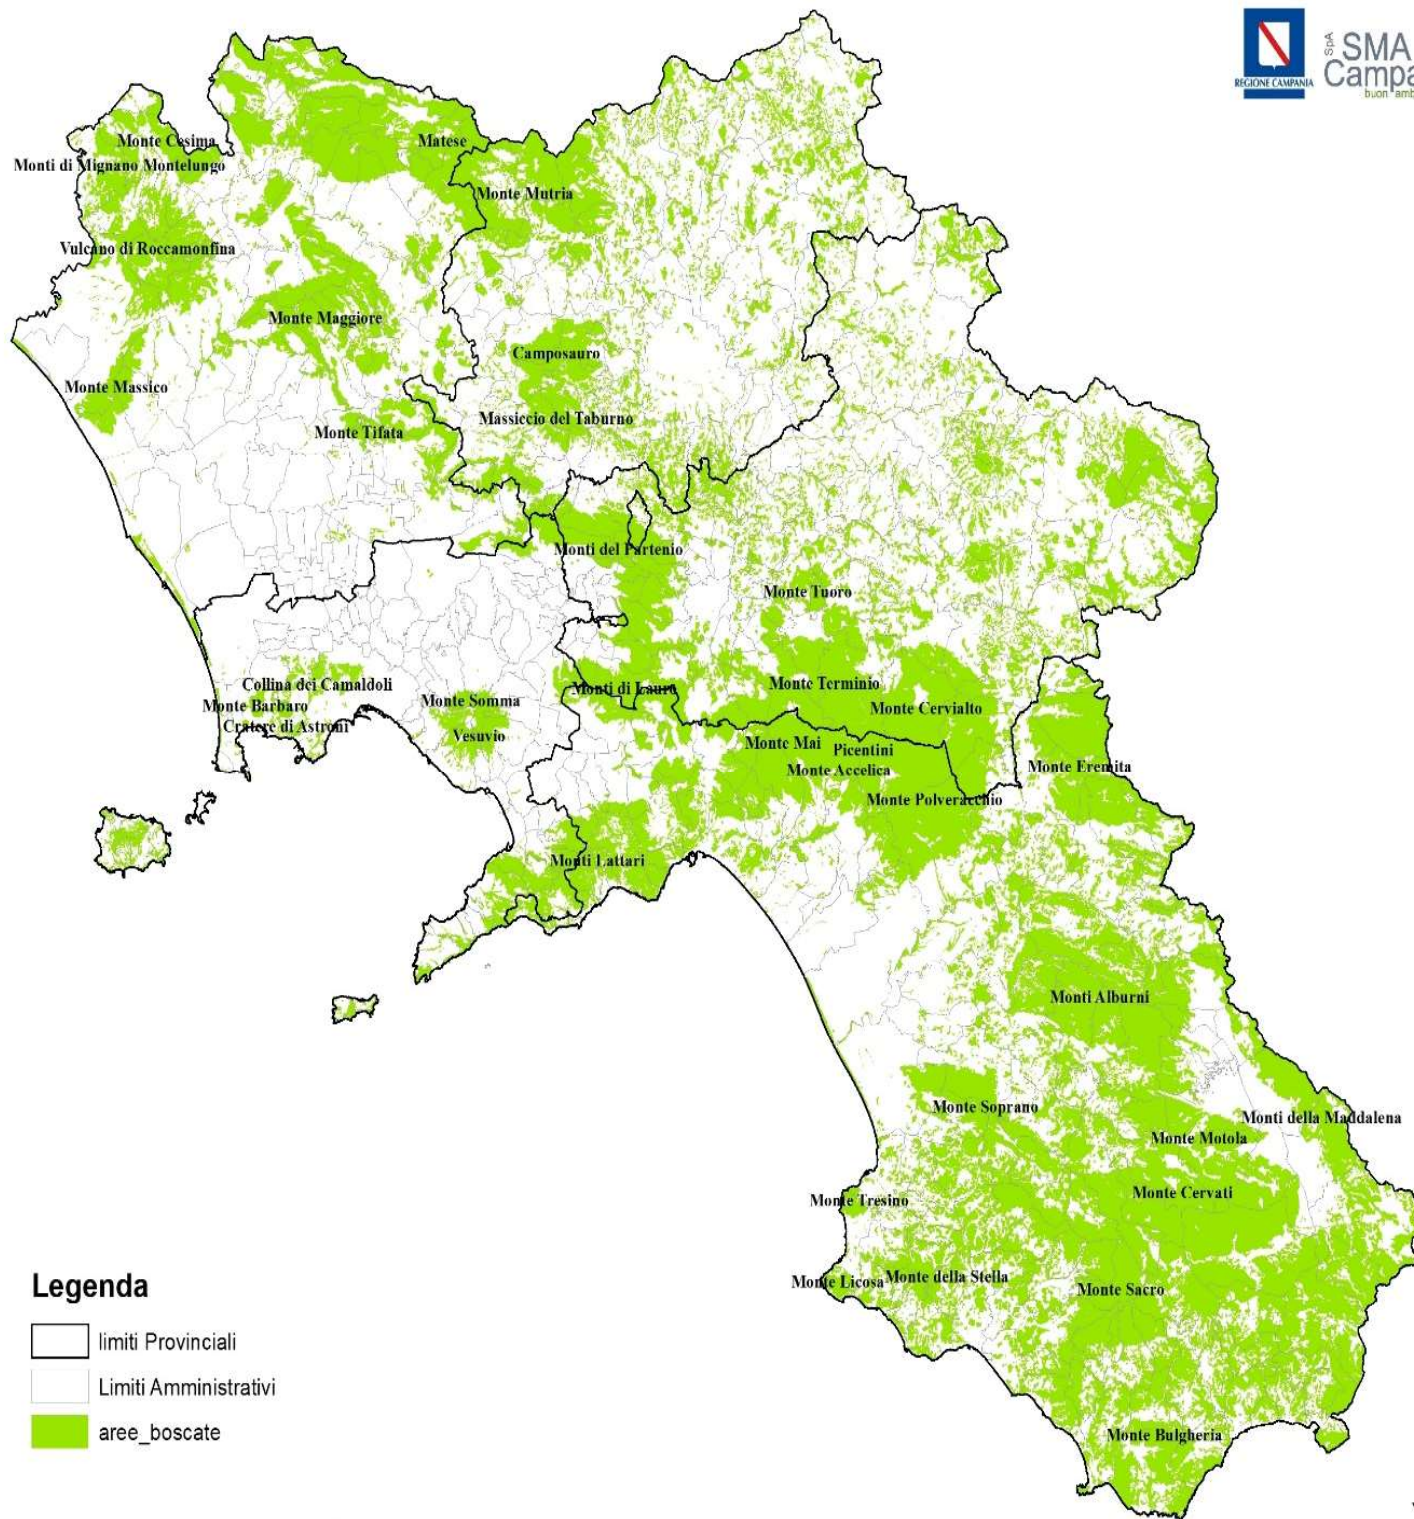 REGIONE CAMPANIA
SpA
SMA
Campa
buon amb
Monte Cesima
Matese
Monti di Mignano Montelungo
Monte Mutria
Vulcano di Roccamonfina
Monte Maggiore
Camposauro
Monte Massico
Massiccio del Taburno
Monte Tifata
Monti del Partenio
Monte Tuoro
Collina dei Camaldoli
Monte Terminio
Monti di Lauro
Monte Somma
Monte Barbaro
Monte Cervialto
Cratere di Astroni
Vesuvio
Monte Mai
Picentini
Monte Accelica
Monte Eremita
Monte Polveracchio
Monti Lattari
Monti Alburni
Monte Soprano
Monti della Maddalena
Monte Motola
Monte Cervati
Monte Tresino
Monte Licosa
Monte della Stella
Monte Sacro
Monte Bulgheria
Legenda
limiti Provinciali
Limiti Amministrativi
aree_boscate